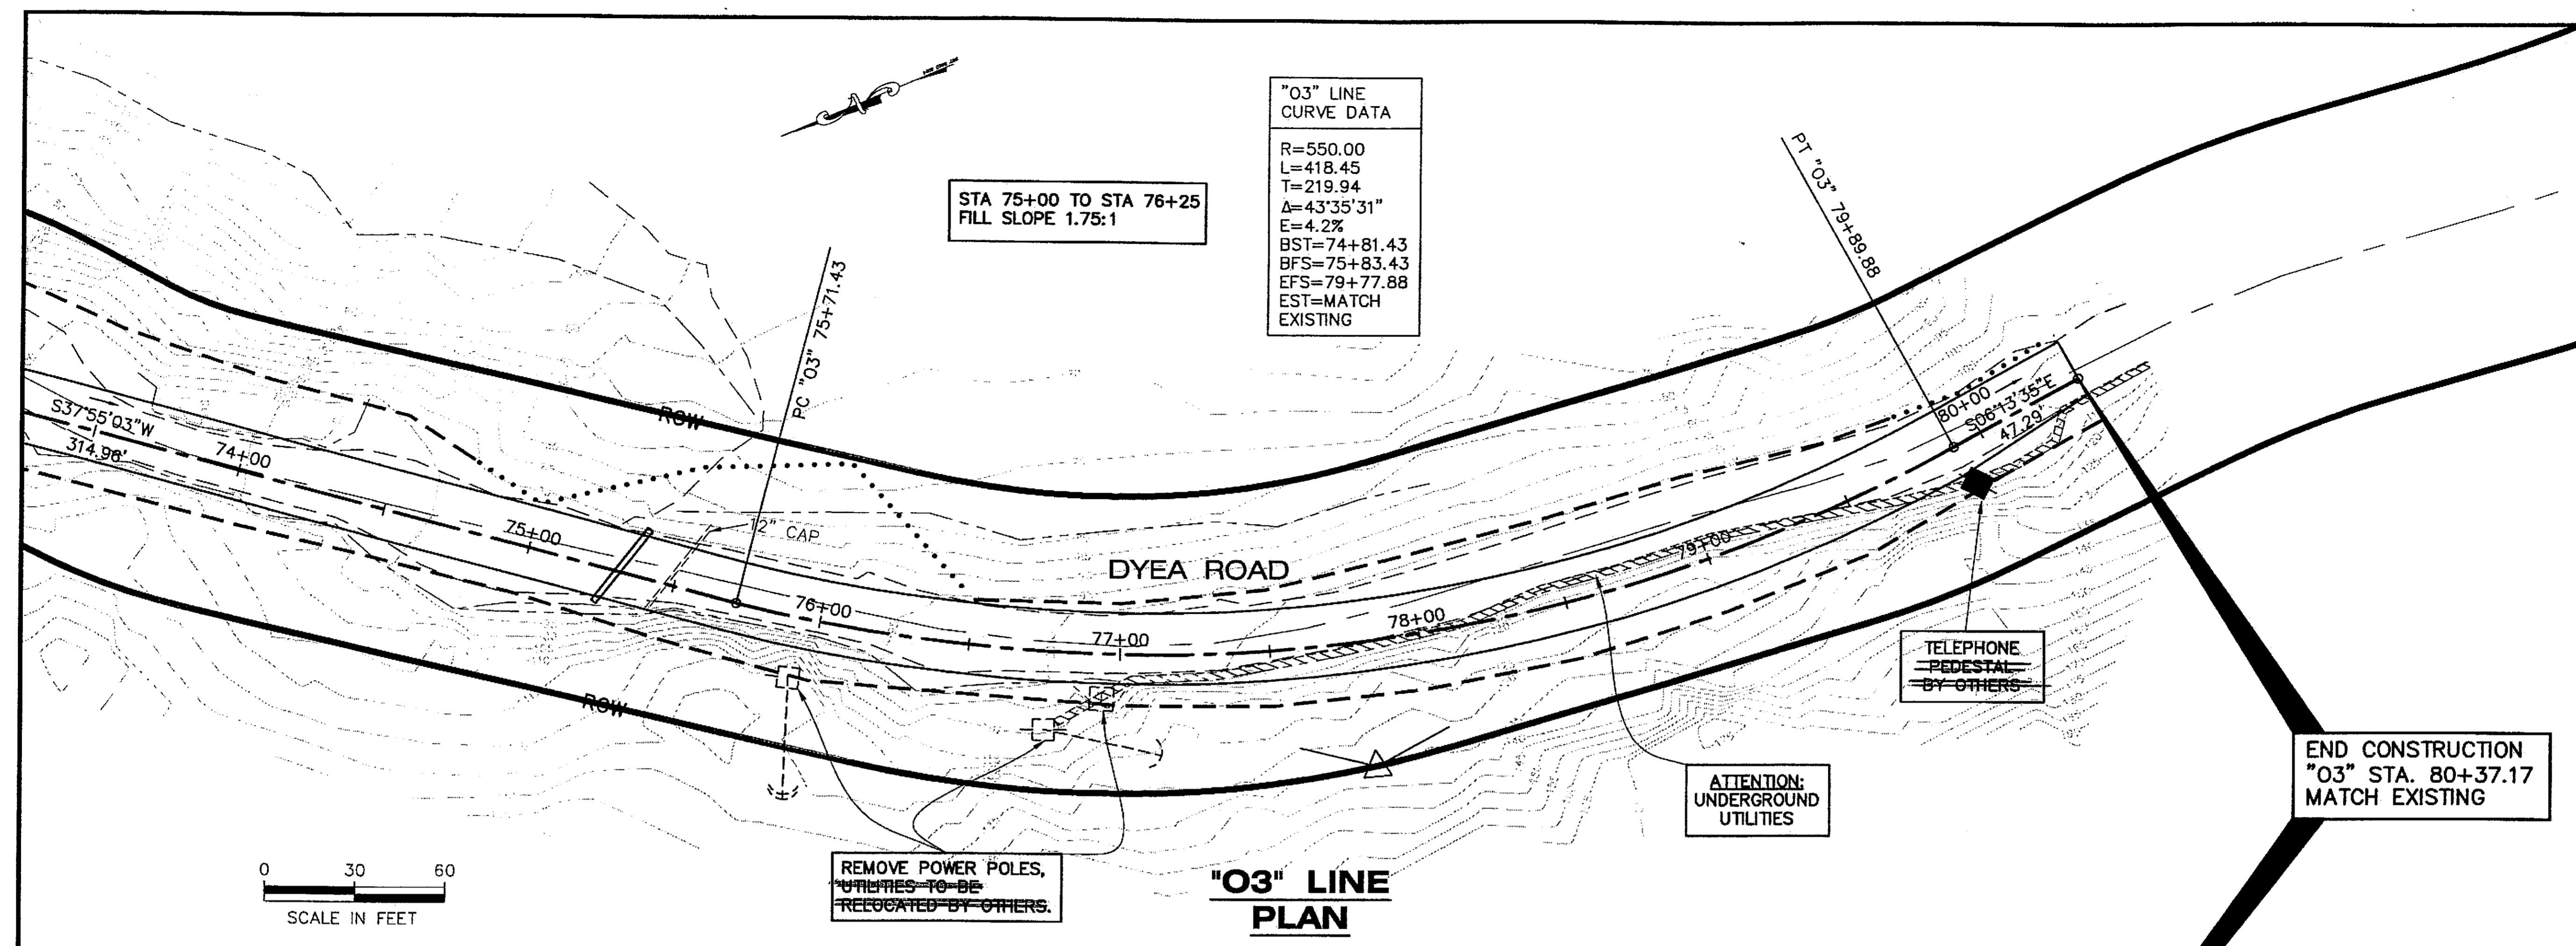 "O3" LINE
CURVE DATA
R=550.00
L=418.45
T=219.94
Δ=43°35'31"
E=4.2%
BST=74+81.43
BFS=75+83.43
EFS=79+77.88
EST=MATCH
EXISTING
STA 75+00 TO STA 76+25
FILL SLOPE 1.75:1
PC "O3" 75+71.43
PT "O3" 79+89.88
S37°55'03"W
314.96'
74+00
75+00
76+00
77+00
78+00
79+00
80+00
S06°13'35"E
47.29'
ROW
ROW
12" CAP
DYEA ROAD
TELEPHONE
PEDESTAL
BY OTHERS
ATTENTION:
UNDERGROUND
UTILITIES
END CONSTRUCTION
"O3" STA. 80+37.17
MATCH EXISTING
REMOVE POWER POLES,
UTILITIES TO BE
RELOCATED BY OTHERS.
0 30 60
SCALE IN FEET
"O3" LINE
PLAN